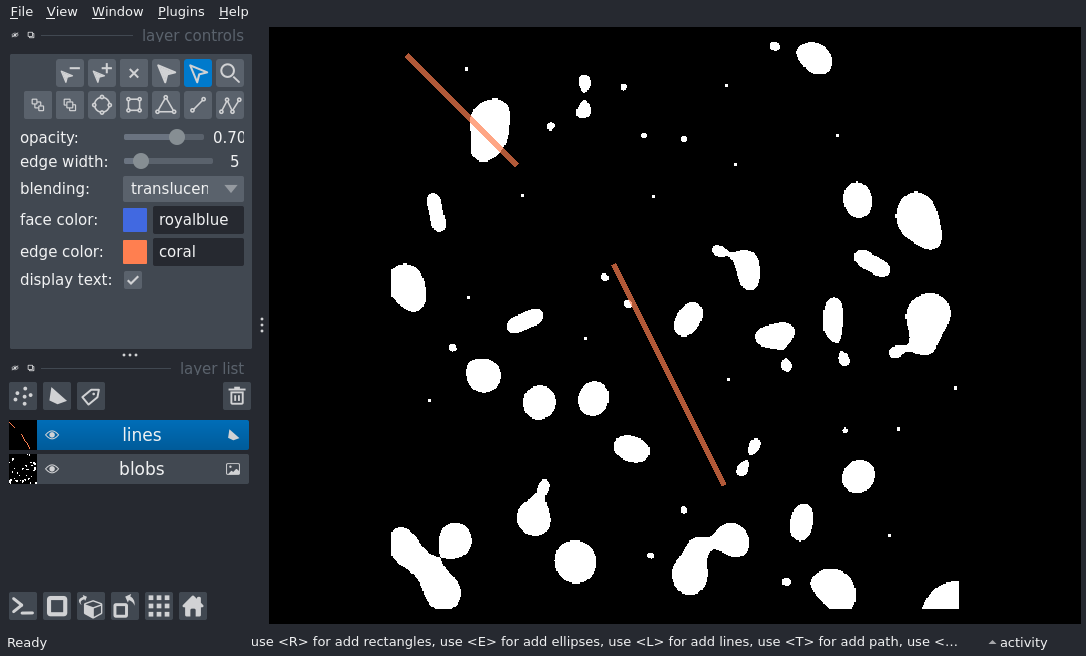 File View Window Plugins Help
layer controls
opacity: 0.70
edge width: 5
blending: translucen
face color: royalblue
edge color: coral
display text:
layer list
lines
blobs
Ready use <R> for add rectangles, use <E> for add ellipses, use <L> for add lines, use <T> for add path, use <... activity